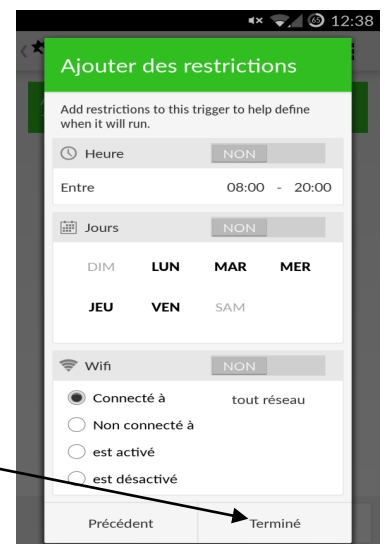 65 12:38
Ajouter des restrictions
Add restrictions to this trigger to help define
when it will run.
Heure NON
Entre 08:00 - 20:00
Jours NON
DIM LUN MAR MER
JEU VEN SAM
Wifi NON
Connecté à tout réseau
Non connecté à
est activé
est désactivé
Précédent Terminé